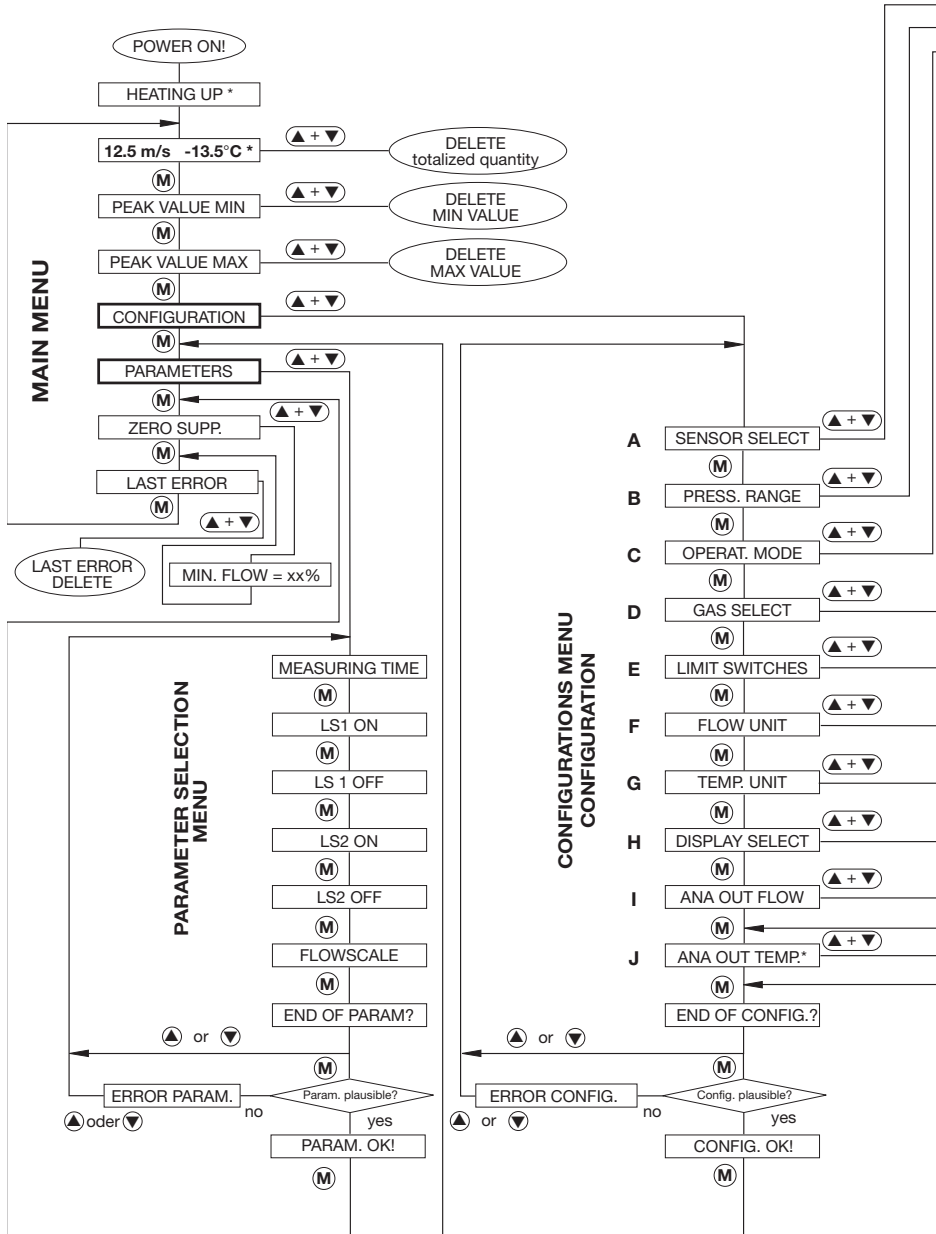 POWER ON!
HEATING UP *
12.5 m/s -13.5°C *
▲ + ▼
DELETE
totalized quantity
M
PEAK VALUE MIN
▲ + ▼
DELETE
MIN VALUE
M
PEAK VALUE MAX
▲ + ▼
DELETE
MAX VALUE
M
CONFIGURATION
▲ + ▼
M
PARAMETERS
▲ + ▼
M
ZERO SUPP.
▲ + ▼
M
LAST ERROR
M
▲ + ▼
LAST ERROR
DELETE
MIN. FLOW = xx%
MAIN MENU
PARAMETER SELECTION
MENU
MEASURING TIME
M
LS1 ON
M
LS 1 OFF
M
LS2 ON
M
LS2 OFF
M
FLOWSCALE
M
END OF PARAM?
▲ or ▼
M
ERROR PARAM.
no
Param. plausible?
▲ oder ▼
yes
PARAM. OK!
M
CONFIGURATIONS MENU
CONFIGURATION
A SENSOR SELECT ▲ + ▼
M
B PRESS. RANGE ▲ + ▼
M
C OPERAT. MODE ▲ + ▼
M
D GAS SELECT ▲ + ▼
M
E LIMIT SWITCHES ▲ + ▼
M
F FLOW UNIT ▲ + ▼
M
G TEMP. UNIT ▲ + ▼
M
H DISPLAY SELECT ▲ + ▼
M
I ANA OUT FLOW ▲ + ▼
M
J ANA OUT TEMP.* ▲ + ▼
M
END OF CONFIG.?
▲ or ▼
M
ERROR CONFIG.
no
Config. plausible?
▲ or ▼
yes
CONFIG. OK!
M